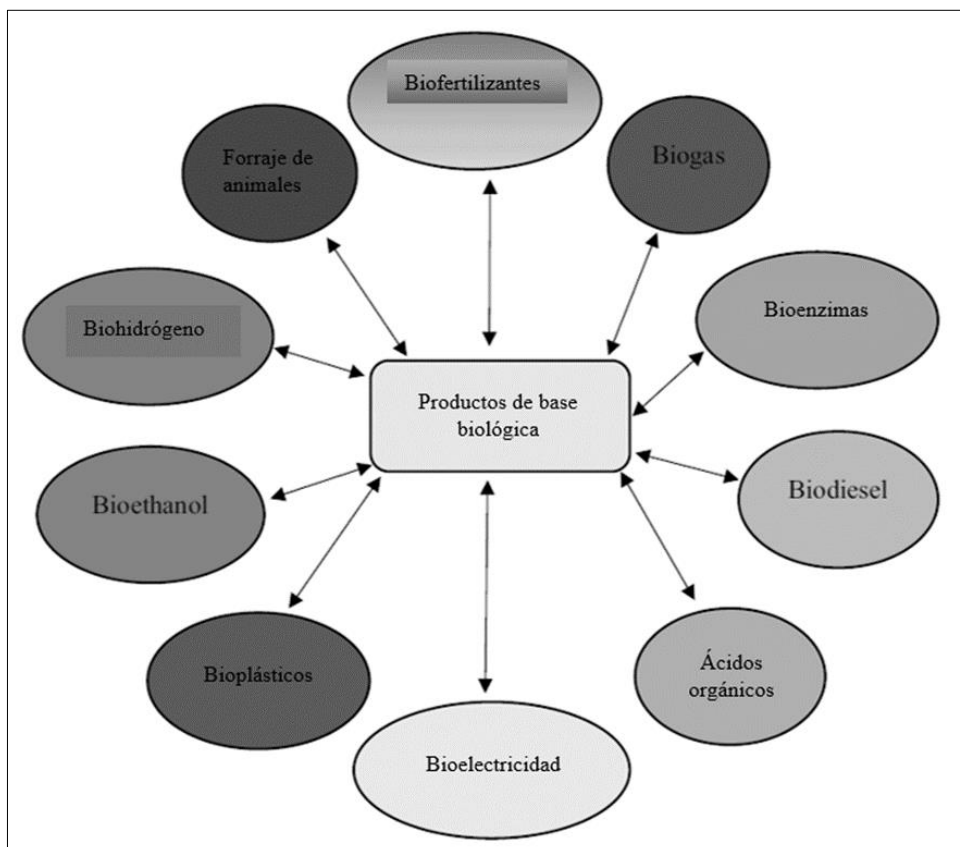 Biofertilizantes
Forraje de
animales
Biogas
Biohidrógeno
Bioenzimas
Productos de base
biológica
Bioethanol
Biodiesel
Bioplásticos
Ácidos
orgánicos
Bioelectricidad